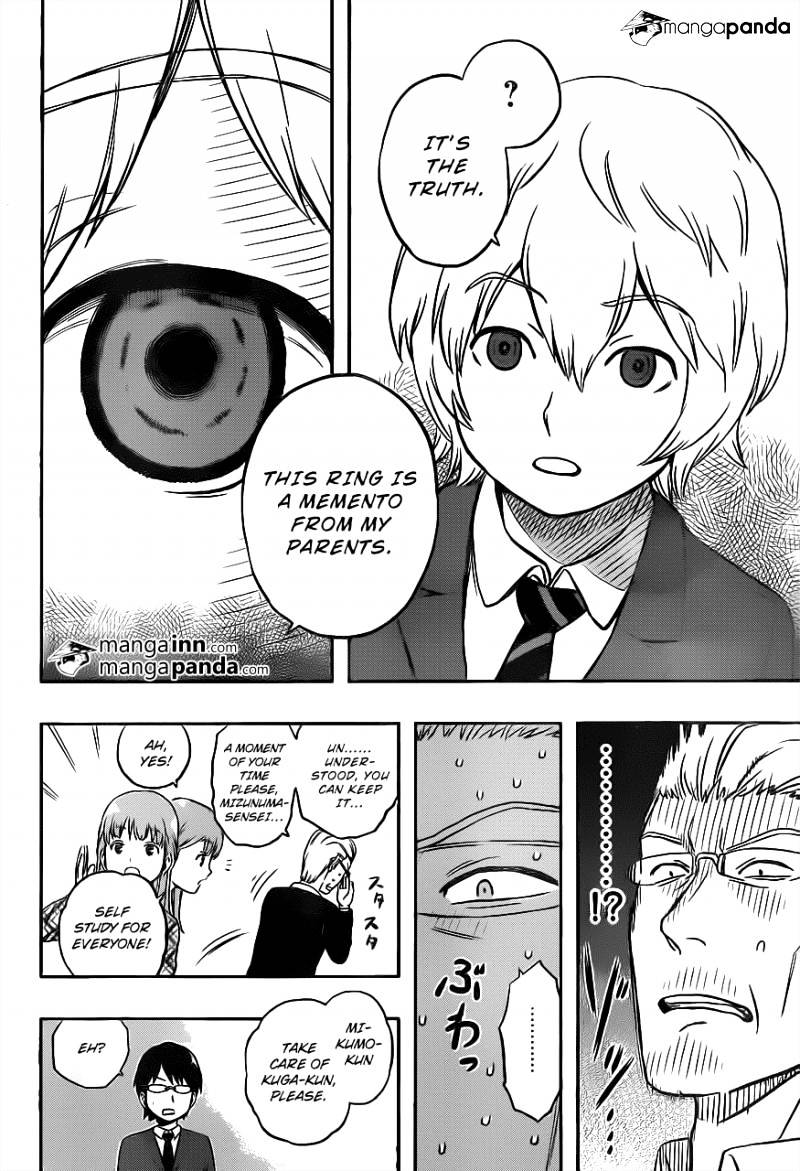 mangapanda
?
IT'S
THE
TRUTH.
THIS RING IS
A MEMENTO
FROM MY
PARENTS.
mangainn.com
mangapanda.com
…………………!?
………
ぶわっ
UN......
UNDER-
STOOD, YOU
CAN KEEP
IT...
A MOMENT
OF YOUR
TIME
PLEASE,
MIZUNUMA-
SENSEI...
スタ
スタ
AH,
YES!
SELF
STUDY FOR
EVERYONE!
MI-
KUMO-
KUN
TAKE
CARE OF
KUGA-KUN,
PLEASE.
EH?